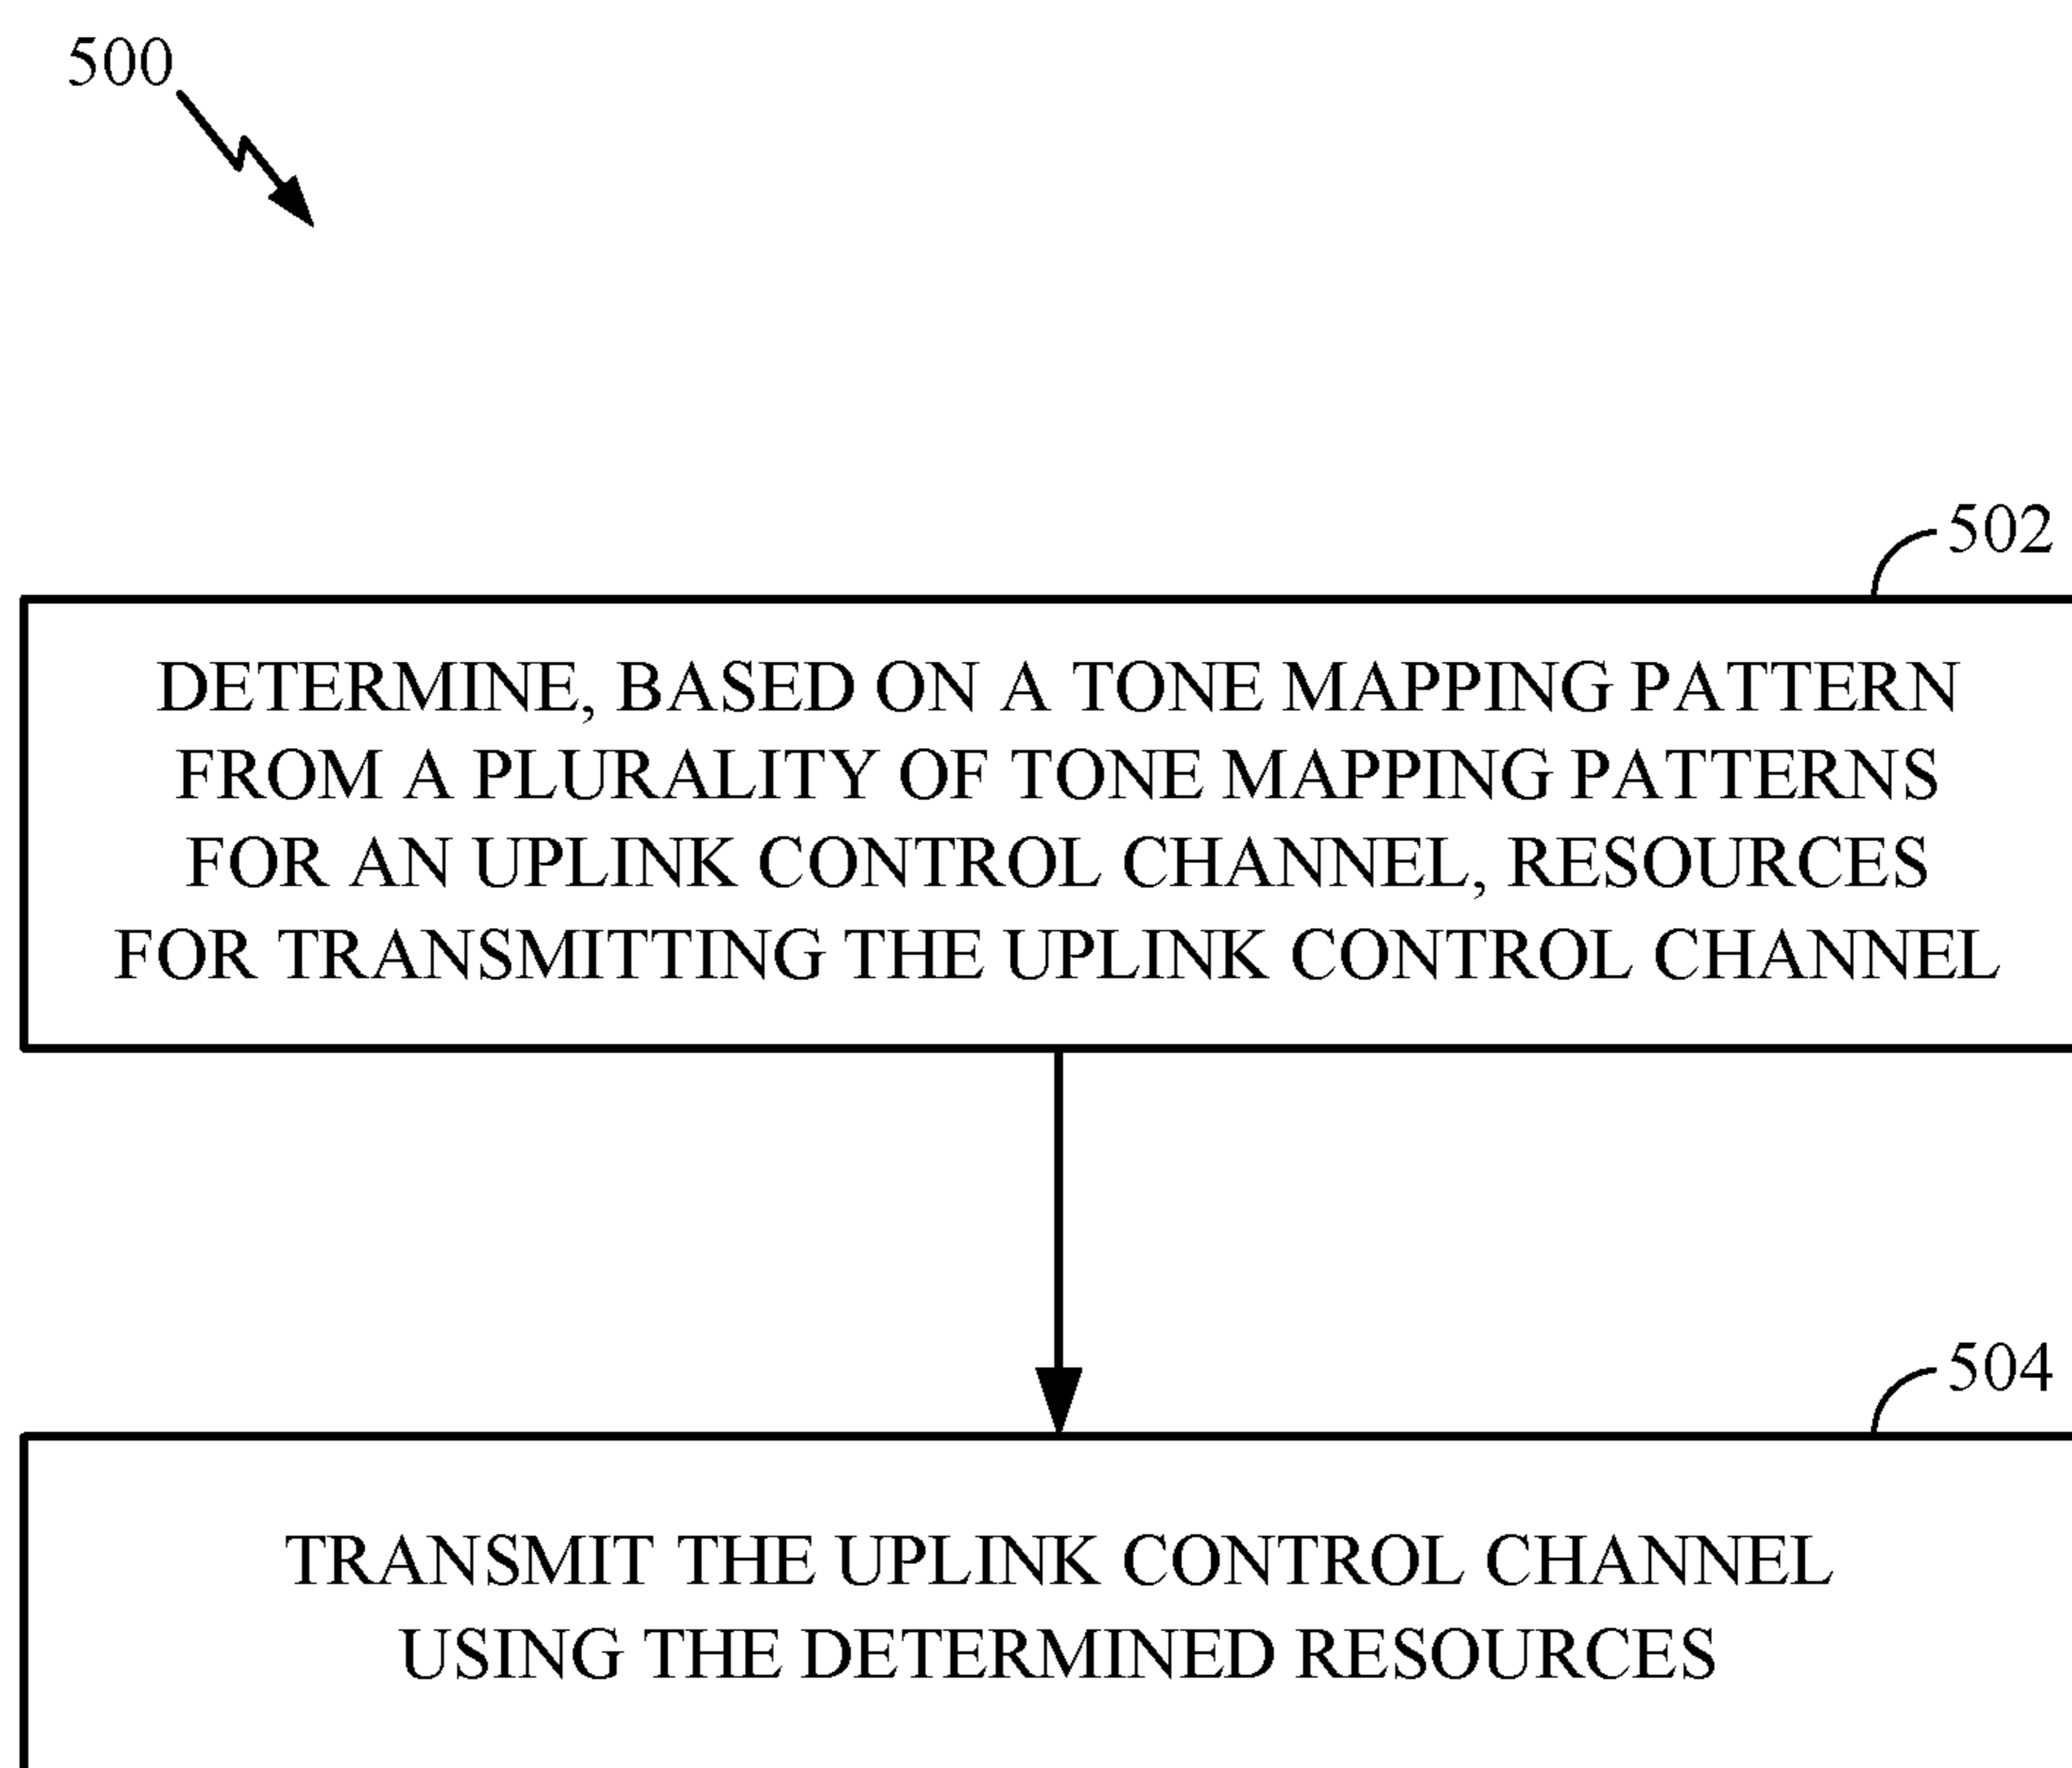 500
502
DETERMINE, BASED ON A TONE MAPPING PATTERN
FROM A PLURALITY OF TONE MAPPING PATTERNS
FOR AN UPLINK CONTROL CHANNEL, RESOURCES
FOR TRANSMITTING THE UPLINK CONTROL CHANNEL
504
TRANSMIT THE UPLINK CONTROL CHANNEL
USING THE DETERMINED RESOURCES